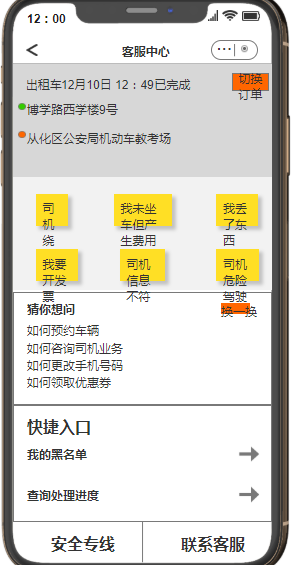 12：00
客服中心
出租车12月10日 12：49已完成
切换
订单
博学路西学楼9号
从化区公安局机动车教考场
司
机
绕
我未坐
车但产
生费用
我丢
了东
西
我要
开发
票
司机
信息
不符
司机
危险
驾驶
猜你想问
换一换
如何预约车辆
如何咨询司机业务
如何更改手机号码
如何领取优惠券
快捷入口
我的黑名单
查询处理进度
安全专线
联系客服